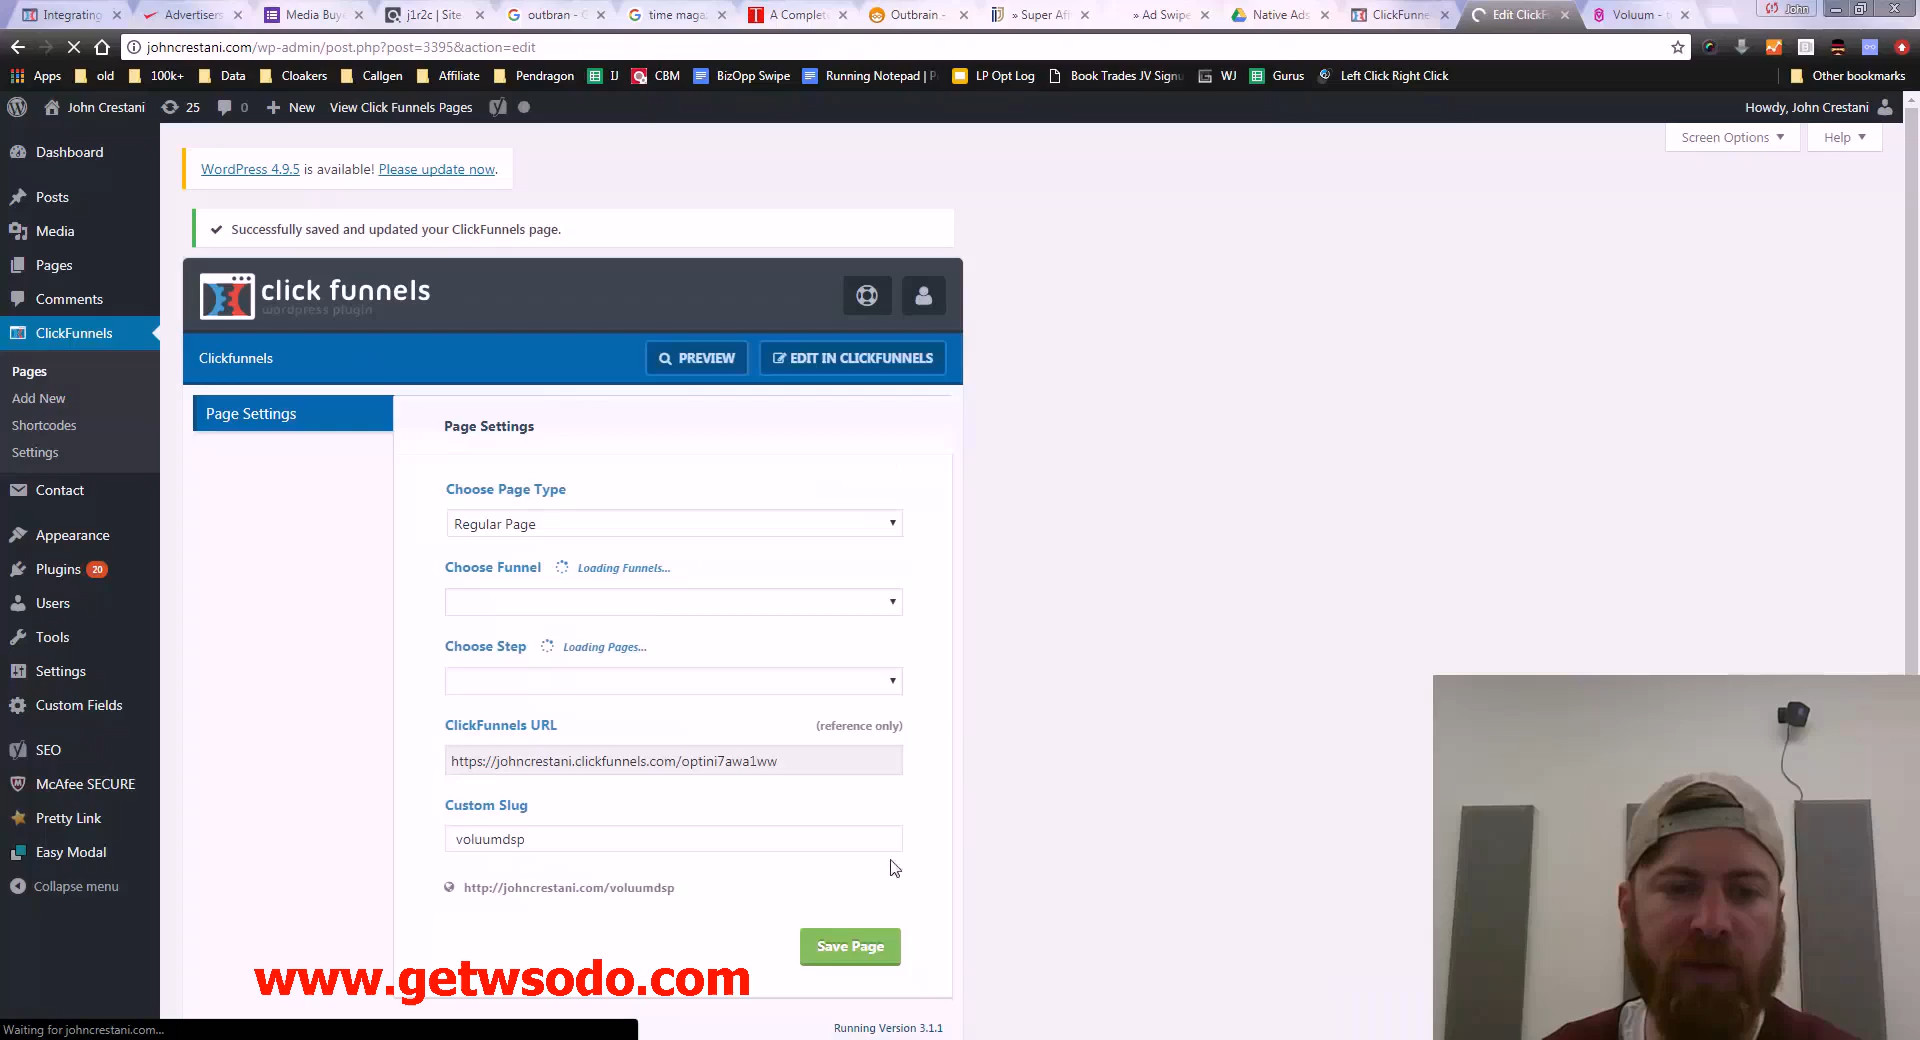 Integrating
Advertisers
Media Buye
j1r2c | Site
outbran - G
time magaz
A Complete
Outbrain -
» Super Aff
» Ad Swipe
Native Ads
ClickFunne
Edit ClickF
Voluum - t
John
johncrestani.com/wp-admin/post.php?post=3395&action=edit
Apps
old
100k+
Data
Cloakers
Callgen
Affiliate
Pendragon
IJ
CBM
BizOpp Swipe
Running Notepad | P
LP Opt Log
Book Trades JV Signu
WJ
Gurus
Left Click Right Click
Other bookmarks
John Crestani
25
0
New
View Click Funnels Pages
Howdy, John Crestani
Screen Options
Help
Dashboard
Posts
Media
Pages
Comments
ClickFunnels
Pages
Add New
Shortcodes
Settings
Contact
Appearance
Plugins 20
Users
Tools
Settings
Custom Fields
SEO
McAfee SECURE
Pretty Link
Easy Modal
Collapse menu
WordPress 4.9.5 is available! Please update now.
Successfully saved and updated your ClickFunnels page.
click funnels
wordpress plugin
Clickfunnels
PREVIEW
EDIT IN CLICKFUNNELS
Page Settings
Page Settings
Choose Page Type
Regular Page
Choose Funnel
Loading Funnels...
Choose Step
Loading Pages...
ClickFunnels URL
(reference only)
https://johncrestani.clickfunnels.com/optini7awa1ww
Custom Slug
voluumdsp
http://johncrestani.com/voluumdsp
Save Page
www.getwsodo.com
Running Version 3.1.1
Waiting for johncrestani.com...